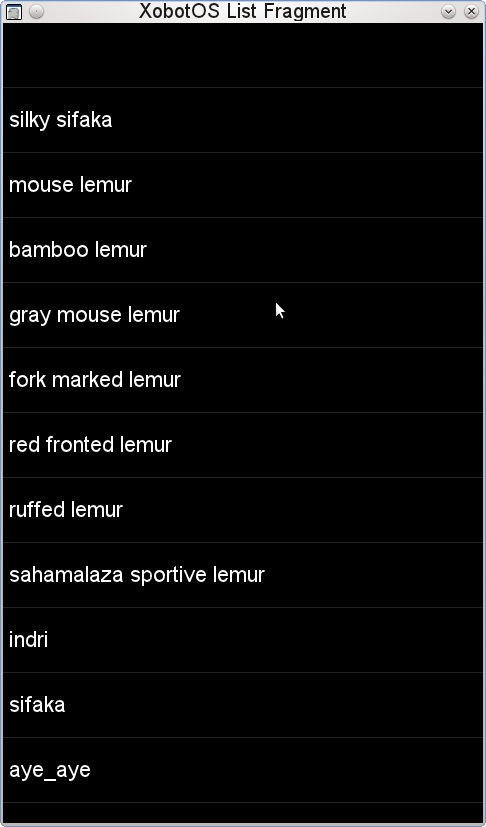 XobotOS List Fragment
silky sifaka
mouse lemur
bamboo lemur
gray mouse lemur
fork marked lemur
red fronted lemur
ruffed lemur
sahamalaza sportive lemur
indri
sifaka
aye_aye